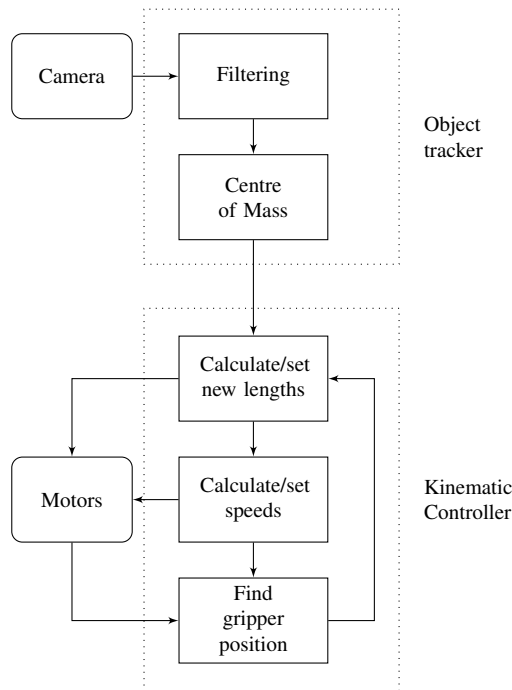 Camera
Filtering
Object
tracker
Centre
of Mass
Calculate/set
new lengths
Motors
Calculate/set
speeds
Kinematic
Controller
Find
gripper
position